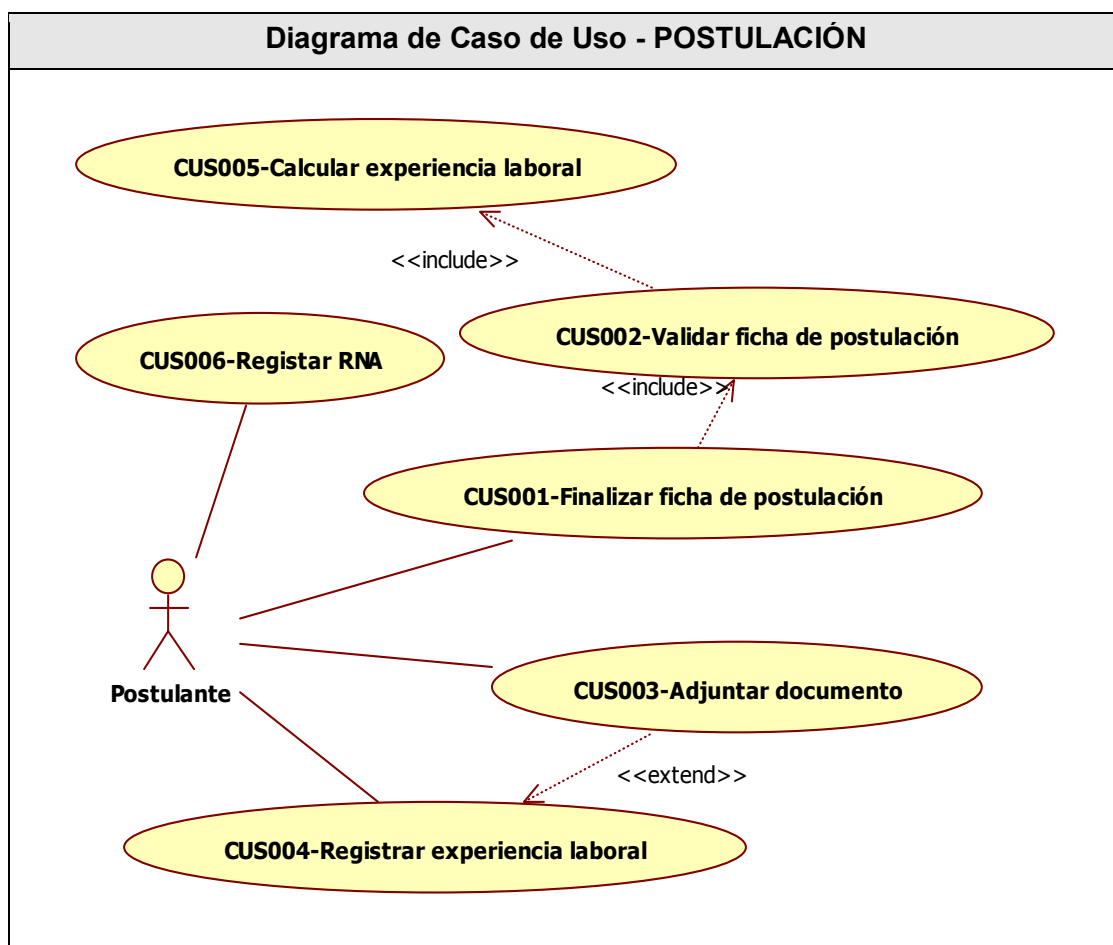 Diagrama de Caso de Uso - POSTULACIÓN
CUS005-Calcular experiencia laboral
<<include>>
CUS002-Validar ficha de postulación
CUS006-Registar RNA
<<include>>
CUS001-Finalizar ficha de postulación
Postulante
CUS003-Adjuntar documento
<<extend>>
CUS004-Registrar experiencia laboral